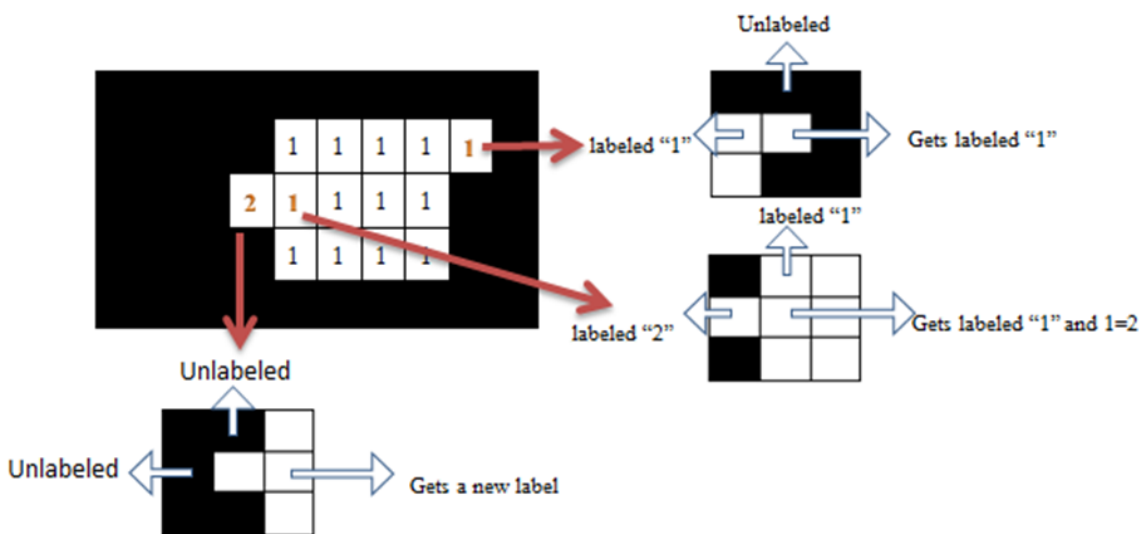 Unlabeled
1 1 1 1 1
labeled “1”
Gets labeled “1”
2 1 1 1 1
labeled “1”
1 1 1 1
labeled “2”
Gets labeled “1” and 1=2
Unlabeled
Unlabeled
Gets a new label